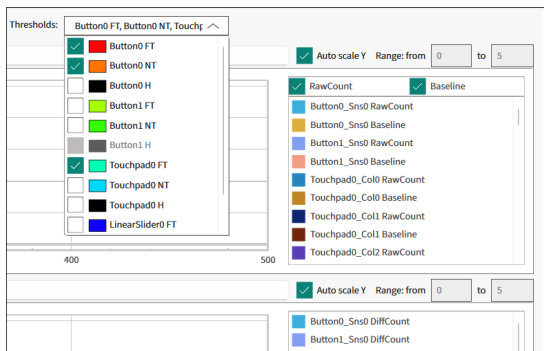 Thresholds:
Button0 FT, Button0 NT, Touchp
Button0 FT
Button0 NT
Button0 H
Button1 FT
Button1 NT
Button1 H
Touchpad0 FT
Touchpad0 NT
Touchpad0 H
LinearSlider0 FT
400
500
Auto scale Y Range: from 0 to 5
RawCount Baseline
Button0_Sns0 RawCount
Button0_Sns0 Baseline
Button1_Sns0 RawCount
Button1_Sns0 Baseline
Touchpad0_Col0 RawCount
Touchpad0_Col0 Baseline
Touchpad0_Col1 RawCount
Touchpad0_Col1 Baseline
Touchpad0_Col2 RawCount
Auto scale Y Range: from 0 to 5
Button0_Sns0 DiffCount
Button1_Sns0 DiffCount